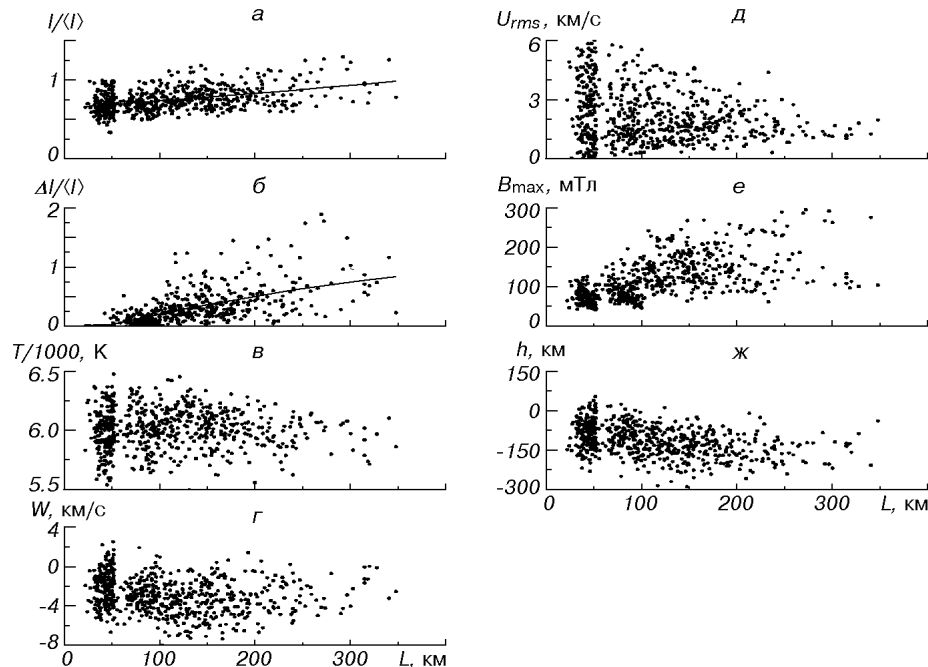 а
I/⟨I⟩
1
0
б
ΔI/⟨I⟩
2
1
0
в
T/1000, К
6.5
6.0
5.5
г
W, км/с
4
0
-4
-8
0 100 200 300 L, км
д
U_rms, км/с
6
3
0
е
B_max, мТл
300
200
100
0
ж
h, км
150
0
-150
-300
0 100 200 300 L, км